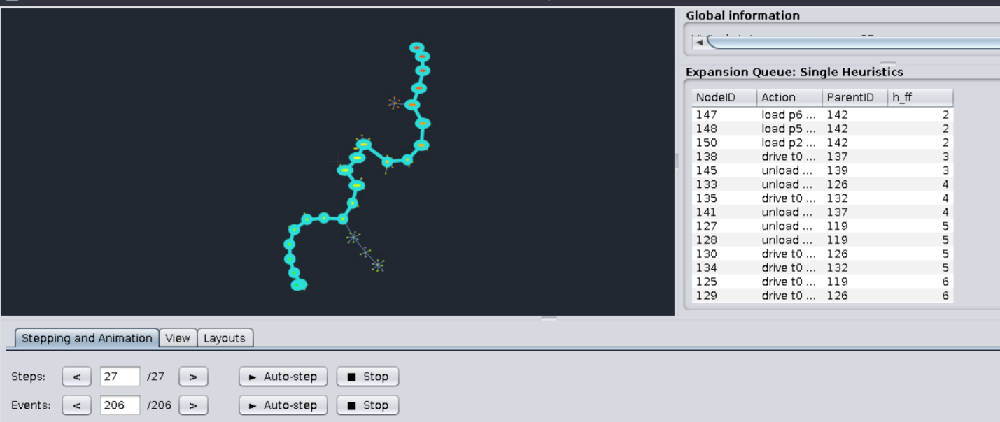 Global information
Expansion Queue: Single Heuristics
NodeID Action ParentID h_ff
147 load p6 ... 142 2
148 load p5 ... 142 2
150 load p2 ... 142 2
138 drive t0 ... 137 3
145 unload ... 139 3
133 unload ... 126 4
135 drive t0 ... 132 4
141 unload ... 137 4
127 unload ... 119 5
128 unload ... 119 5
130 drive t0 ... 126 5
134 drive t0 ... 132 5
125 drive t0 ... 119 6
129 drive t0 ... 126 6
Stepping and Animation View Layouts
Steps: < 27 /27 > ► Auto-step ■ Stop
Events: < 206 /206 > ► Auto-step ■ Stop